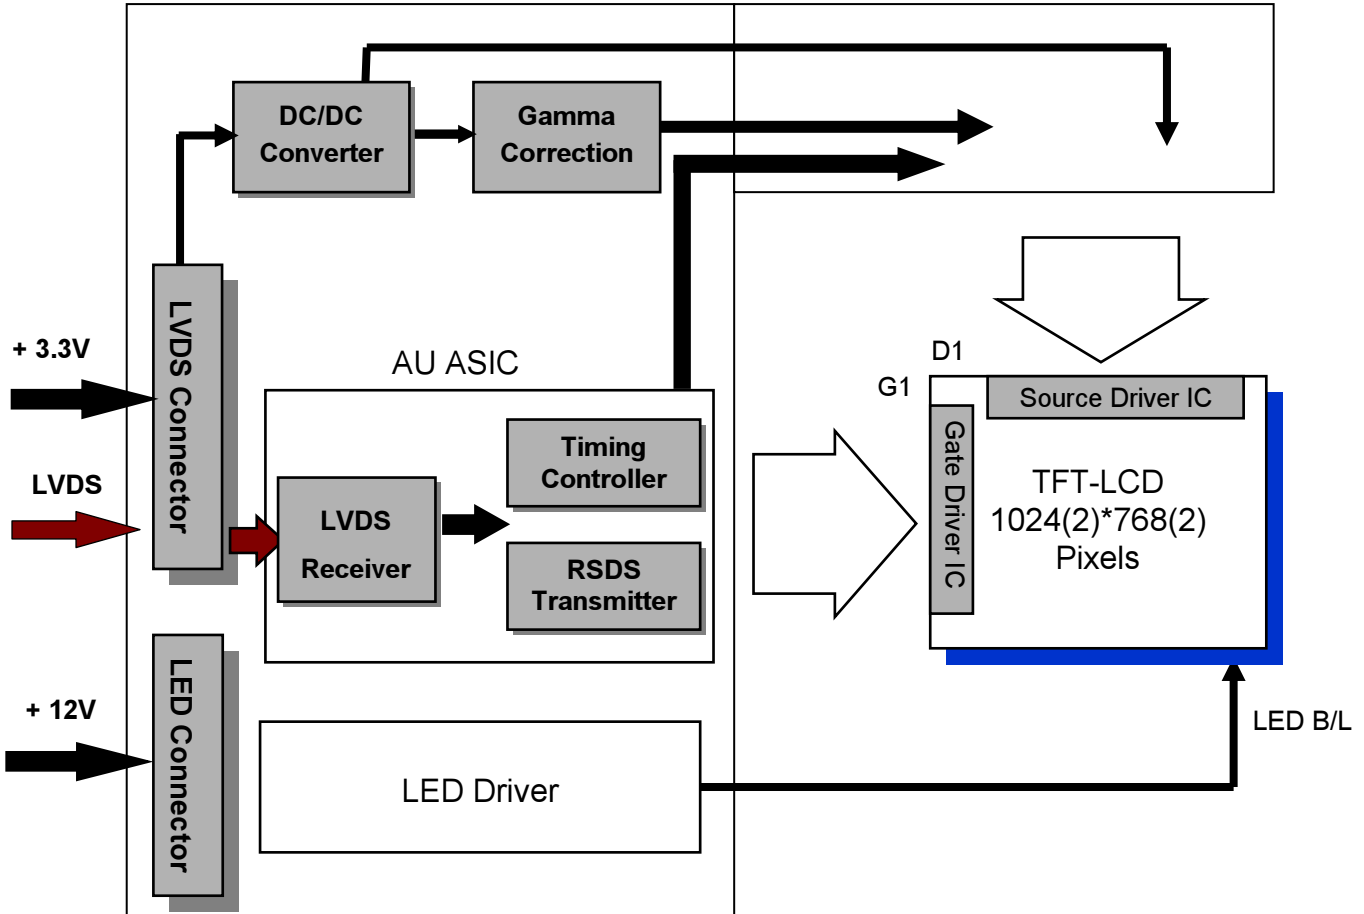 DC/DC
Converter
Gamma
Correction
+ 3.3V
LVDS
LVDS Connector
AU ASIC
LVDS
Receiver
Timing
Controller
RSDS
Transmitter
D1
G1
Source Driver IC
Gate Driver IC
TFT-LCD
1024(2)*768(2)
Pixels
+ 12V
LED Connector
LED Driver
LED B/L